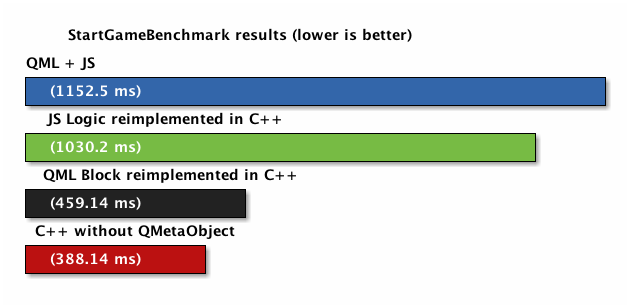 StartGameBenchmark results (lower is better)
QML + JS
(1152.5 ms)
JS Logic reimplemented in C++
(1030.2 ms)
QML Block reimplemented in C++
(459.14 ms)
C++ without QMetaObject
(388.14 ms)